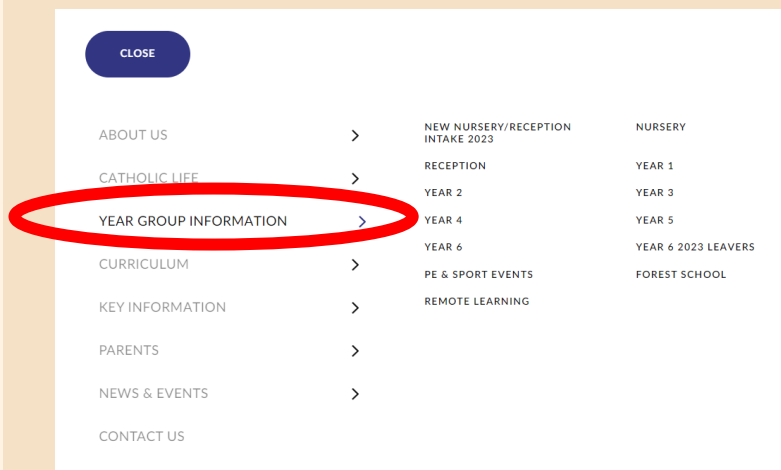 CLOSE
ABOUT US
CATHOLIC LIFE
YEAR GROUP INFORMATION
CURRICULUM
KEY INFORMATION
PARENTS
NEWS & EVENTS
CONTACT US
NEW NURSERY/RECEPTION
INTAKE 2023
NURSERY
RECEPTION
YEAR 1
YEAR 2
YEAR 3
YEAR 4
YEAR 5
YEAR 6
YEAR 6 2023 LEAVERS
PE & SPORT EVENTS
FOREST SCHOOL
REMOTE LEARNING